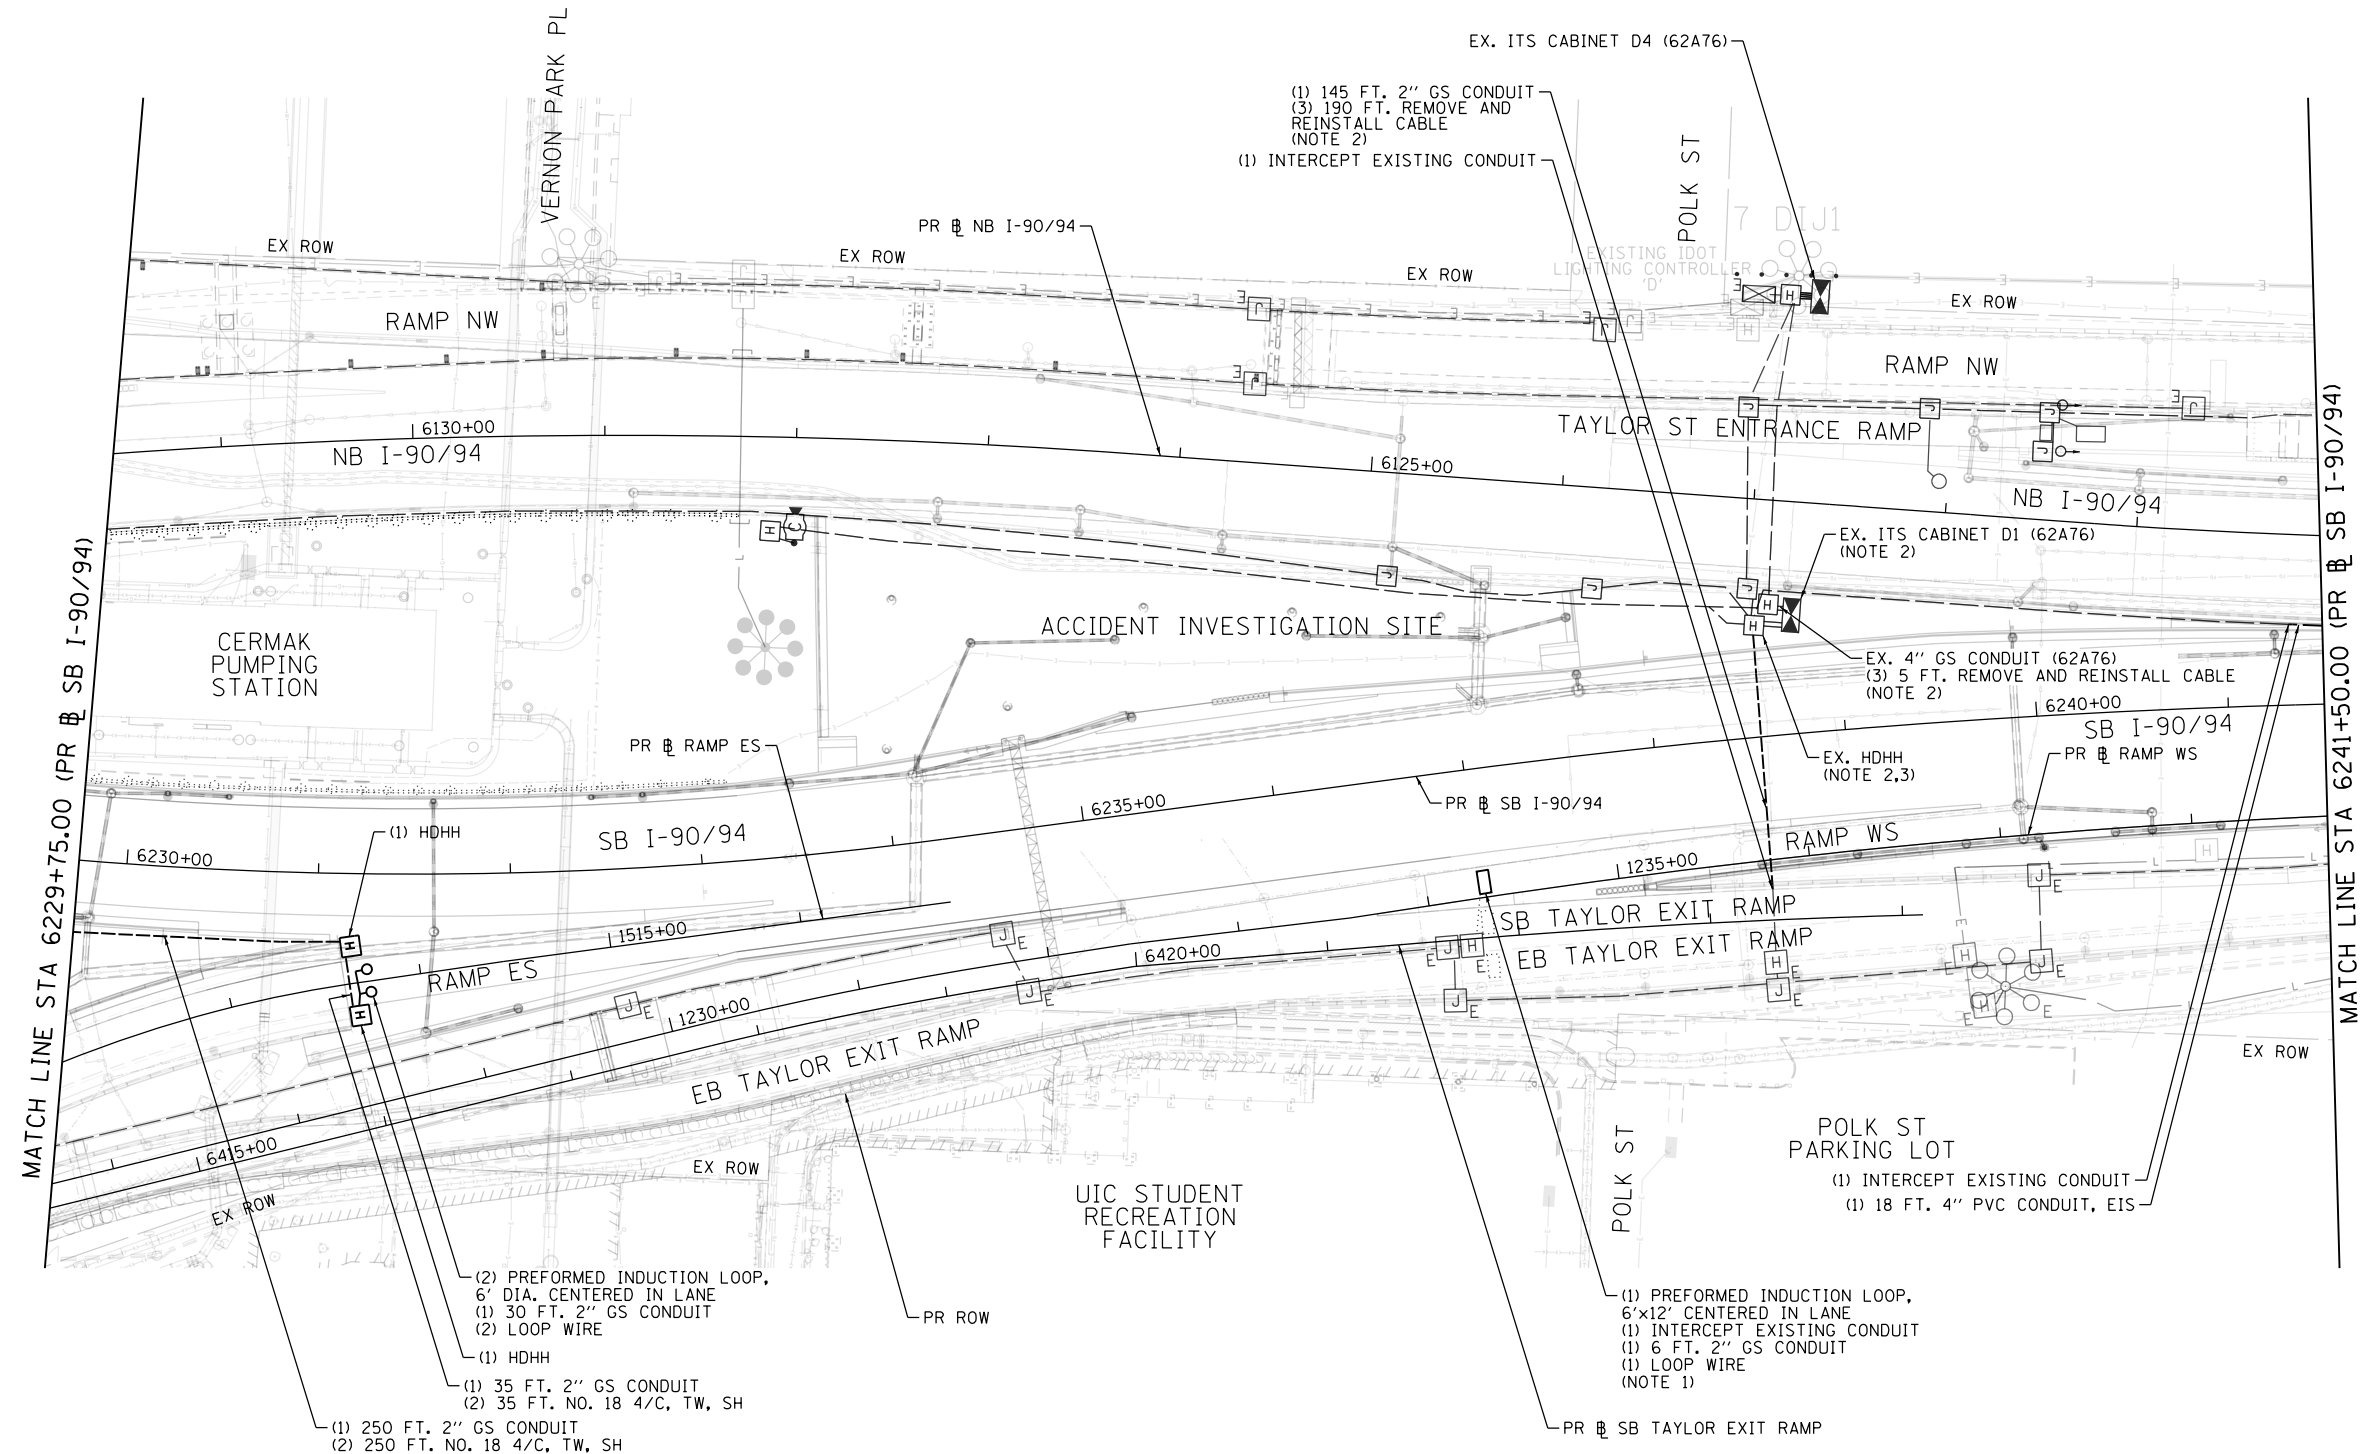 VERNON PARK PL
EX. ITS CABINET D4 (62A76)
(1) 145 FT. 2" GS CONDUIT
(3) 190 FT. REMOVE AND
REINSTALL CABLE
(NOTE 2)
(1) INTERCEPT EXISTING CONDUIT
POLK ST
7 DIJ1
EXISTING IDOT
LIGHTING CONTROLLER
'D'
PR BL NB I-90/94
EX ROW
EX ROW
EX ROW
EX ROW
RAMP NW
RAMP NW
TAYLOR ST ENTRANCE RAMP
6130+00
NB I-90/94
6125+00
NB I-90/94
EX. ITS CABINET D1 (62A76)
(NOTE 2)
ACCIDENT INVESTIGATION SITE
CERMAK
PUMPING
STATION
EX. 4" GS CONDUIT (62A76)
(3) 5 FT. REMOVE AND REINSTALL CABLE
(NOTE 2)
6240+00
SB I-90/94
PR BL RAMP WS
PR BL RAMP ES
EX. HDHH
(NOTE 2,3)
PR BL SB I-90/94
6235+00
(1) HDHH
SB I-90/94
6230+00
RAMP WS
1235+00
SB TAYLOR EXIT RAMP
EB TAYLOR EXIT RAMP
1515+00
6420+00
RAMP ES
1230+00
EB TAYLOR EXIT RAMP
6415+00
EX ROW
EX ROW
EX ROW
MATCH LINE STA 6229+75.00 (PR BL SB I-90/94)
MATCH LINE STA 6241+50.00 (PR BL SB I-90/94)
POLK ST
POLK ST
PARKING LOT
(1) INTERCEPT EXISTING CONDUIT
(1) 18 FT. 4" PVC CONDUIT, EIS
UIC STUDENT
RECREATION
FACILITY
(2) PREFORMED INDUCTION LOOP,
6' DIA. CENTERED IN LANE
(1) 30 FT. 2" GS CONDUIT
(2) LOOP WIRE
(1) HDHH
(1) 35 FT. 2" GS CONDUIT
(2) 35 FT. NO. 18 4/C, TW, SH
(1) 250 FT. 2" GS CONDUIT
(2) 250 FT. NO. 18 4/C, TW, SH
PR ROW
(1) PREFORMED INDUCTION LOOP,
6'x12' CENTERED IN LANE
(1) INTERCEPT EXISTING CONDUIT
(1) 6 FT. 2" GS CONDUIT
(1) LOOP WIRE
(NOTE 1)
PR BL SB TAYLOR EXIT RAMP